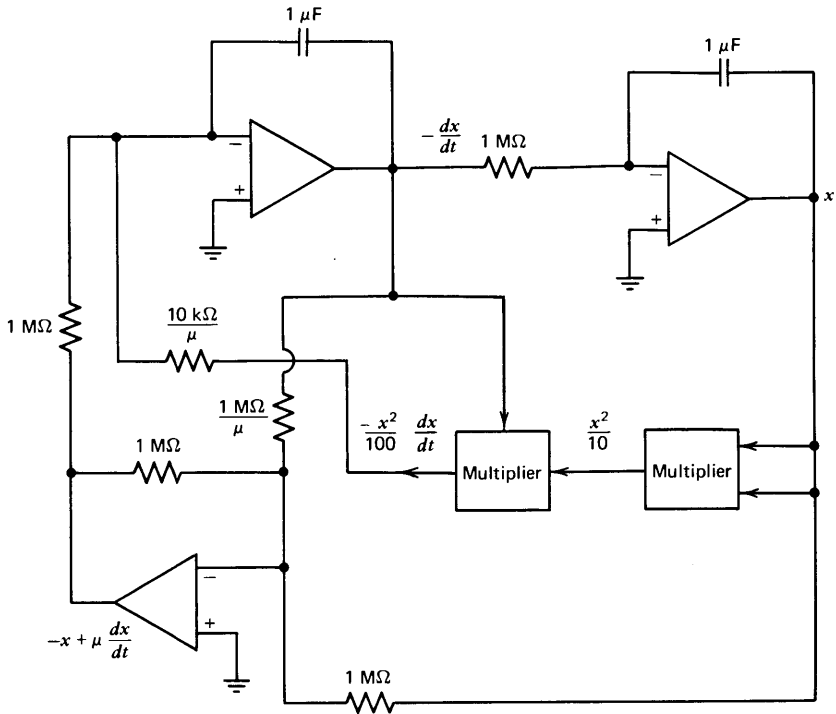 1 μF
1 μF
− dx/dt
1 MΩ
−
+
−
+
x
1 MΩ
10 kΩ/μ
1 MΩ/μ
− x²/100 dx/dt
x²/10
1 MΩ
Multiplier
Multiplier
−
+
−x + μ dx/dt
1 MΩ